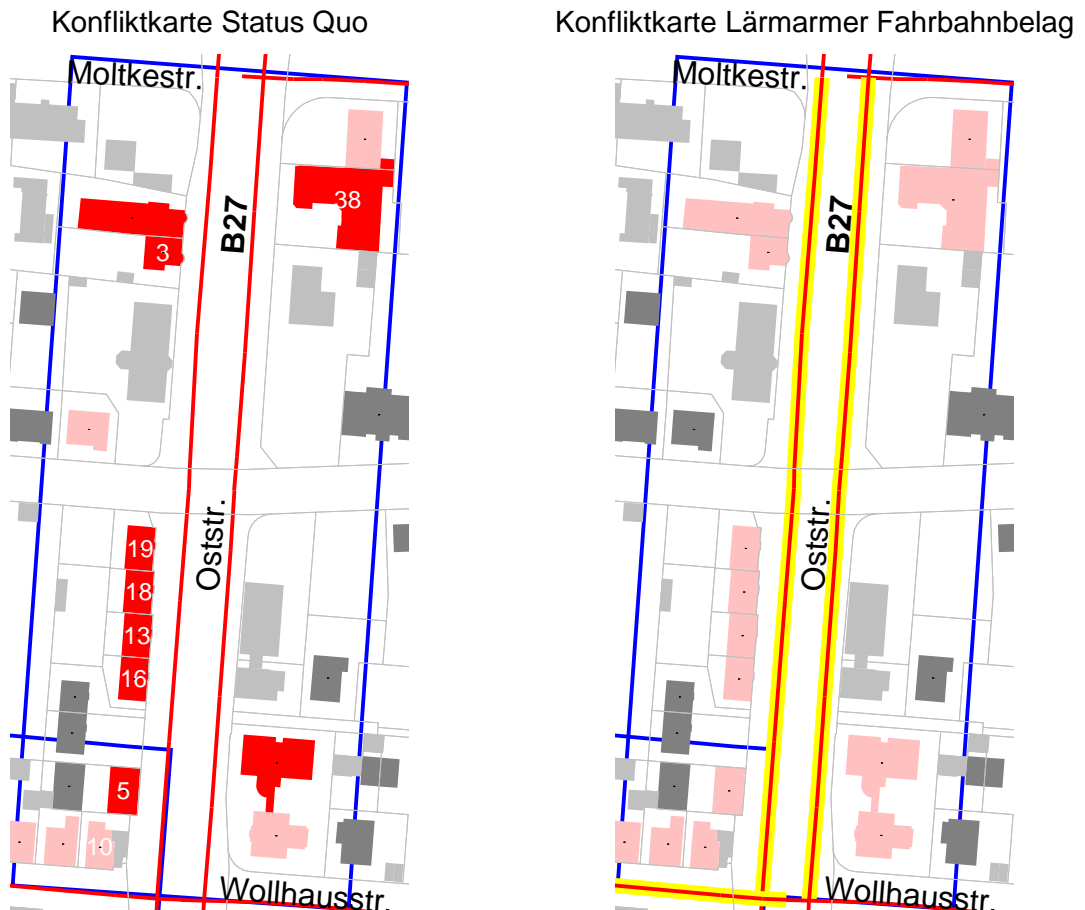 Konfliktkarte Status Quo
Konfliktkarte Lärmarmer Fahrbahnbelag
Moltkestr.
38
B27
3
19
Oststr.
18
13
16
5
10
Wollhausstr.
Moltkestr.
B27
Oststr.
Wollhausstr.